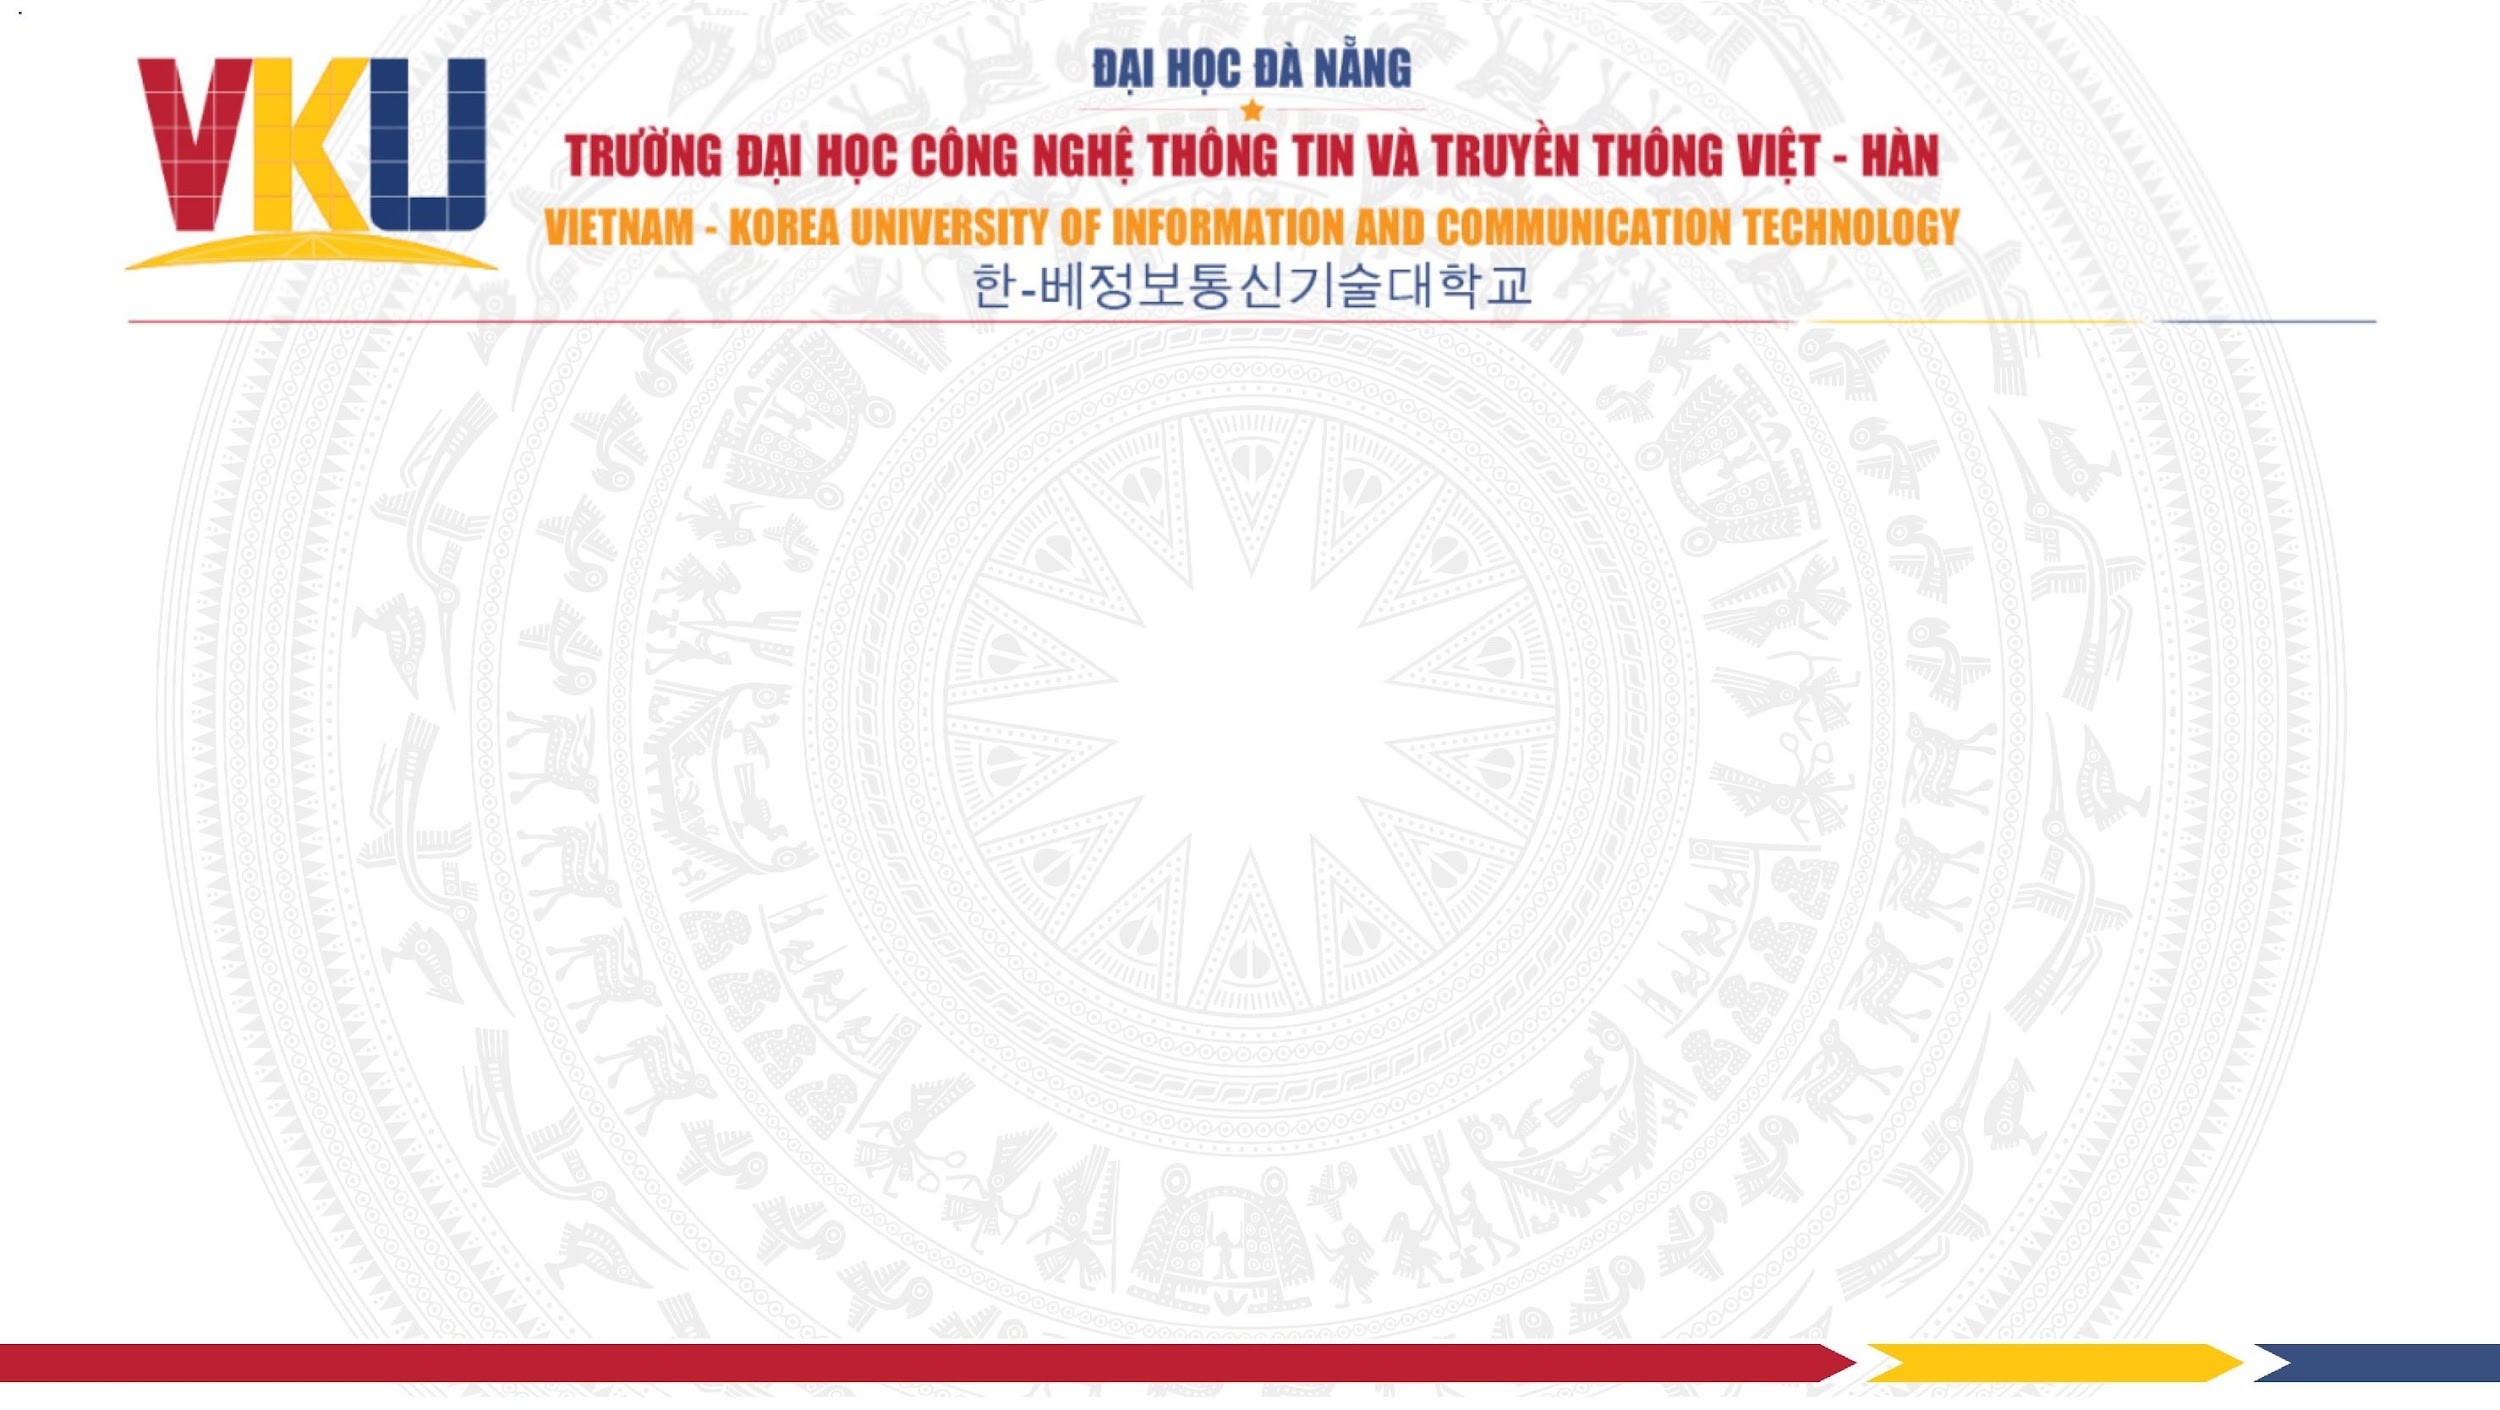 VKU
ĐẠI HỌC ĐÀ NẴNG
TRƯỜNG ĐẠI HỌC CÔNG NGHỆ THÔNG TIN VÀ TRUYỀN THÔNG VIỆT - HÀN
VIETNAM - KOREA UNIVERSITY OF INFORMATION AND COMMUNICATION TECHNOLOGY
한-베정보통신기술대학교